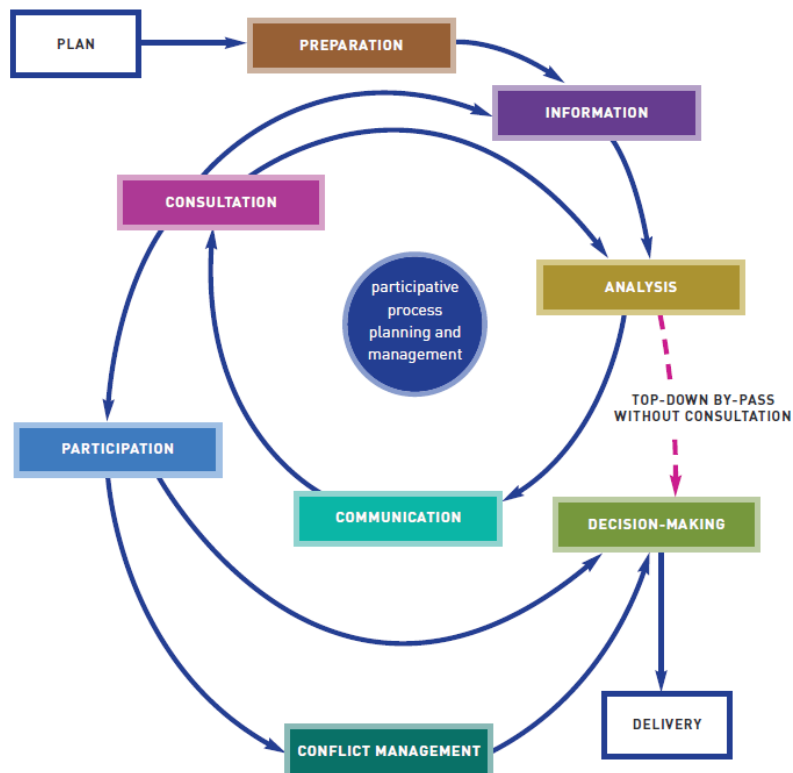 PLAN
PREPARATION
INFORMATION
CONSULTATION
ANALYSIS
participative
process
planning and
management
TOP-DOWN BY-PASS
WITHOUT CONSULTATION
PARTICIPATION
COMMUNICATION
DECISION-MAKING
DELIVERY
CONFLICT MANAGEMENT